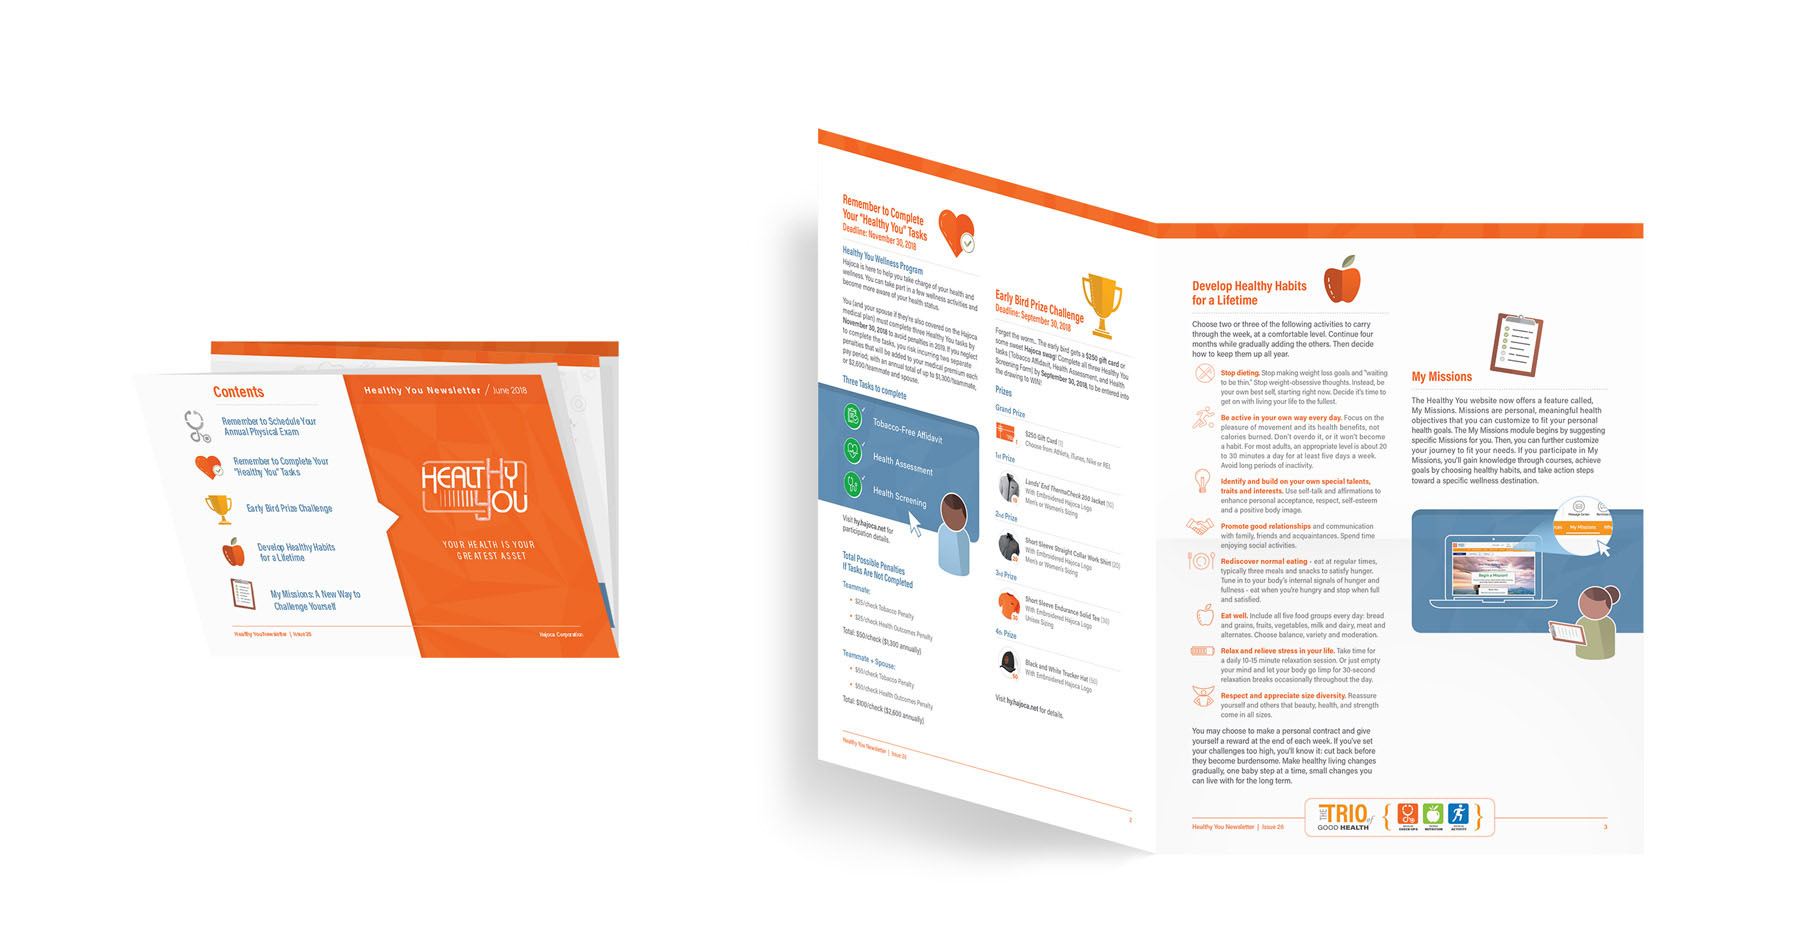 Contents
Remember to Schedule Your
Annual Physical Exam
Remember to Complete Your
"Healthy You" Tasks
Early Bird Prize Challenge
Develop Healthy Habits
for a Lifetime
My Missions: A New Way to
Challenge Yourself
Healthy You Newsletter | Issue 26
Healthy You Newsletter / June 2018
HEALTHY
YOU
YOUR HEALTH IS YOUR
GREATEST ASSET
Hajoca Corporation
Remember to Complete
Your "Healthy You" Tasks
Deadline: November 30, 2018
Healthy You Wellness Program
Hajoca is here to help you take charge of your health and
wellness. You can take part in a few wellness activities and
become more aware of your health status.
You (and your spouse if they're also covered on the Hajoca
medical plan) must complete three Healthy You tasks by
November 30, 2018 to avoid penalties in 2019. If you neglect
to complete the tasks, you risk incurring two separate
penalties that will be added to your medical premium each
pay period, with an annual total of up to $1,300/teammate,
or $2,600/teammate and spouse.
Three Tasks to complete
Tobacco-Free Affidavit
Health Assessment
Health Screening
Visit hy.hajoca.net for
participation details.
Total Possible Penalties
If Tasks Are Not Completed
Teammate:
• $25/check Tobacco Penalty
• $25/check Health Outcomes Penalty
Total: $50/check ($1,300 annually)
Teammate + Spouse:
• $50/check Tobacco Penalty
• $50/check Health Outcomes Penalty
Total: $100/check ($2,600 annually)
Healthy You Newsletter | Issue 26
Early Bird Prize Challenge
Deadline: September 30, 2018
Forget the worm... The early bird gets a $250 gift card or
some sweet Hajoca swag! Complete all three Healthy You
tasks (Tobacco Affidavit, Health Assessment, and Health
Screening Form) by September 30, 2018, to be entered into
the drawing to WIN!
Prizes
Grand Prize
$250 Gift Card (1)
Choose from Athleta, iTunes, Nike or REI.
1st Prize
Lands' End ThermaCheck 200 Jacket (10)
With Embroidered Hajoca Logo
Men's or Women's Sizing
10
2nd Prize
Short Sleeve Straight Collar Work Shirt (20)
With Embroidered Hajoca Logo
Men's or Women's Sizing
20
3rd Prize
Short Sleeve Endurance Solid Tee (30)
With Embroidered Hajoca Logo
Unisex Sizing
30
4th Prize
Black and White Trucker Hat (50)
With Embroidered Hajoca Logo
50
Visit hy.hajoca.net for details.
2
Develop Healthy Habits
for a Lifetime
Choose two or three of the following activities to carry
through the week, at a comfortable level. Continue four
months while gradually adding the others. Then decide
how to keep them up all year.
Stop dieting. Stop making weight loss goals and "waiting
to be thin." Stop weight-obsessive thoughts. Instead, be
your own best self, starting right now. Decide it's time to
get on with living your life to the fullest.
Be active in your own way every day. Focus on the
pleasure of movement and its health benefits, not
calories burned. Don't overdo it, or it won't become
a habit. For most adults, an appropriate level is about 20
to 30 minutes a day for at least five days a week.
Avoid long periods of inactivity.
Identify and build on your own special talents,
traits and interests. Use self-talk and affirmations to
enhance personal acceptance, respect, self-esteem
and a positive body image.
Promote good relationships and communication
with family, friends and acquaintances. Spend time
enjoying social activities.
Rediscover normal eating - eat at regular times,
typically three meals and snacks to satisfy hunger.
Tune in to your body's internal signals of hunger and
fullness - eat when you're hungry and stop when full
and satisfied.
Eat well. Include all five food groups every day: bread
and grains, fruits, vegetables, milk and dairy, meat and
alternates. Choose balance, variety and moderation.
Relax and relieve stress in your life. Take time for
a daily 10-15 minute relaxation session. Or just empty
your mind and let your body go limp for 30-second
relaxation breaks occasionally throughout the day.
Respect and appreciate size diversity. Reassure
yourself and others that beauty, health, and strength
come in all sizes.
You may choose to make a personal contract and give
yourself a reward at the end of each week. If you've set
your challenges too high, you'll know it: cut back before
they become burdensome. Make healthy living changes
gradually, one baby step at a time, small changes you
can live with for the long term.
My Missions
The Healthy You website now offers a feature called,
My Missions. Missions are personal, meaningful health
objectives that you can customize to fit your personal
health goals. The My Missions module begins by suggesting
specific Missions for you. Then, you can further customize
your journey to fit your needs. If you participate in My
Missions, you'll gain knowledge through courses, achieve
goals by choosing healthy habits, and take action steps
toward a specific wellness destination.
Message Center
My Missions
Begin a Mission!
Healthy You Newsletter | Issue 26
THE TRIO of
GOOD HEALTH
CHECK-UPS
NUTRITION
ACTIVITY
3